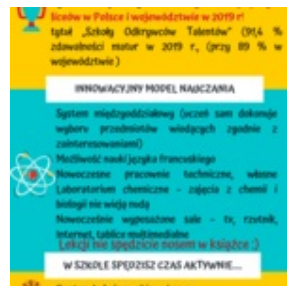 liceów w Polsce i województwie w 2019 r!
tytuł „Szkoły Odkrywców Talentów” (91,4 %
zdawalności matur w 2019 r, (przy 89 % w
województwie )
INNOWACYJNY MODEL NAUCZANIA
System międzyoddziałowy (uczeń sam dokonuje
wyboru przedmiotów wiodących zgodnie z
zainteresowaniami)
Możliwość nauki języka francuskiego
Nowoczesne pracownie techniczne, własne
Laboratorium chemiczne - zajęcia z chemii i
biologii nie wieją nudą
Nowocześnie wyposażone sale - tv, rzutnik,
Internet, tablice multimedialne
Lekcji nie spędzicie nosem w książce :)
W SZKOLE SPĘDZISZ CZAS AKTYWNIE...